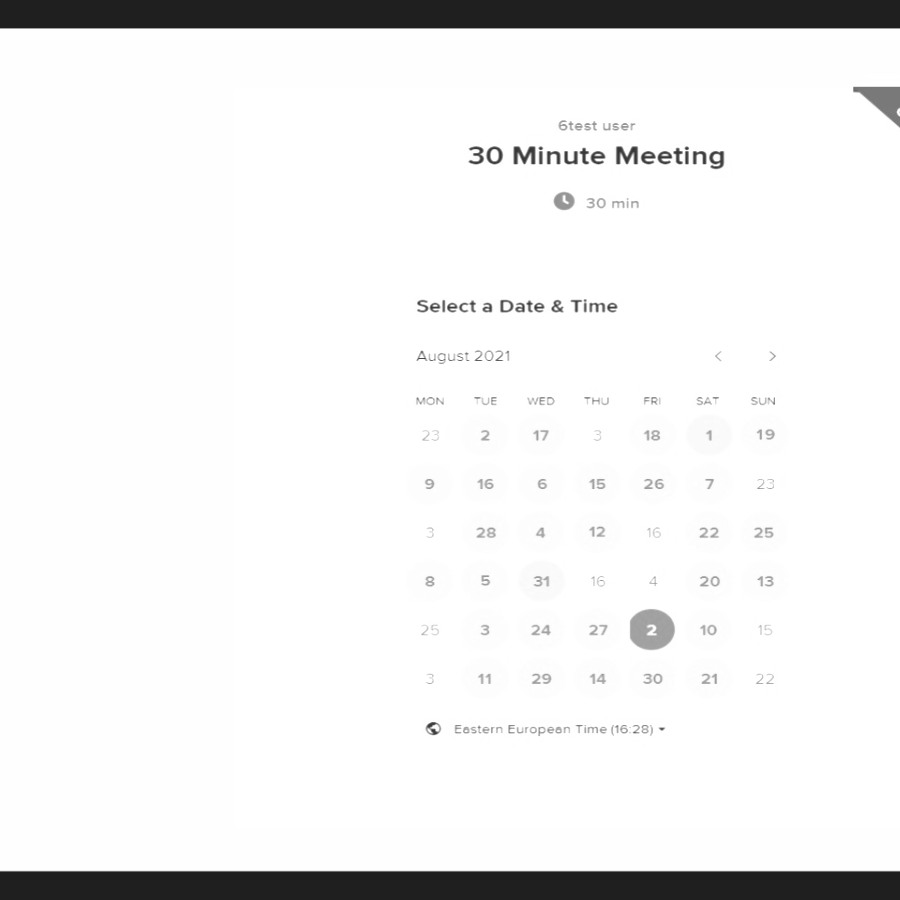 6test user
30 Minute Meeting
30 min
Select a Date & Time
August 2021
MON TUE WED THU FRI SAT SUN
23 2 17 3 18 1 19
9 16 6 15 26 7 23
3 28 4 12 16 22 25
8 5 31 16 4 20 13
25 3 24 27 2 10 15
3 11 29 14 30 21 22
Eastern European Time (16:28)